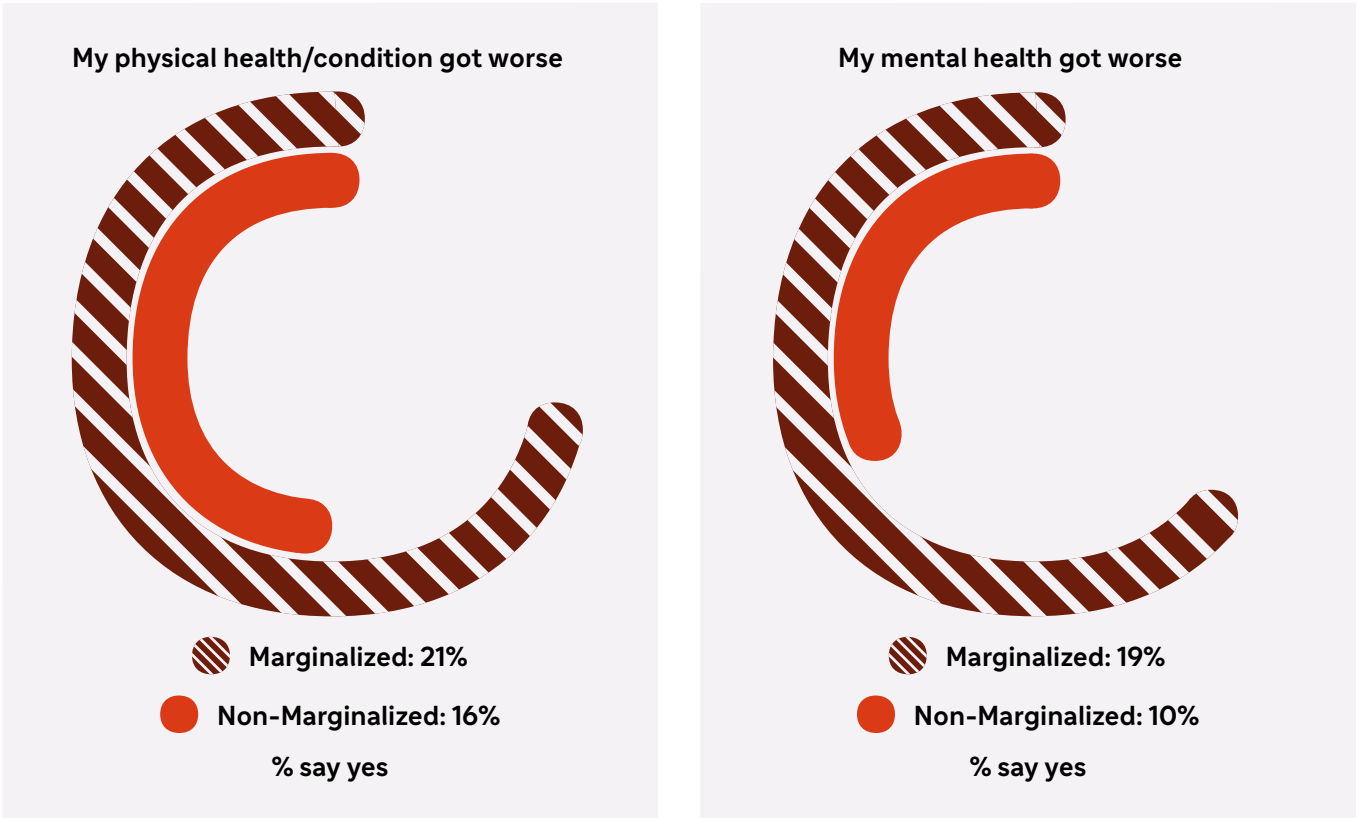 My physical health/condition got worse
Marginalized: 21%
Non-Marginalized: 16%
% say yes
My mental health got worse
Marginalized: 19%
Non-Marginalized: 10%
% say yes